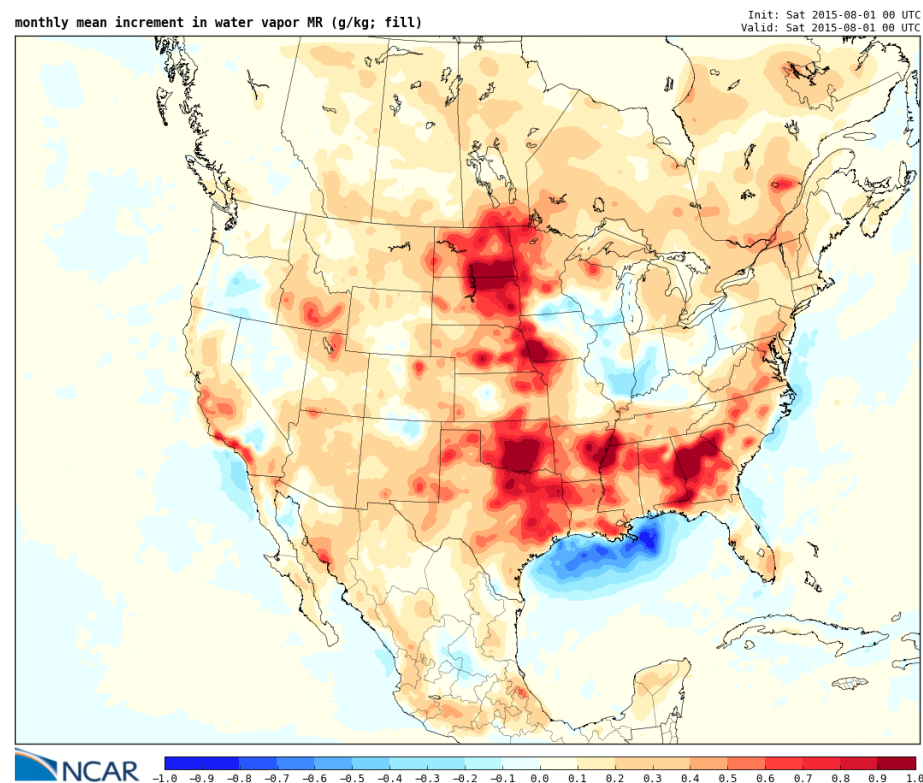 monthly mean increment in water vapor MR (g/kg; fill)
Init: Sat 2015-08-01 00 UTC
Valid: Sat 2015-08-01 00 UTC
NCAR
−1.0 −0.9 −0.8 −0.7 −0.6 −0.5 −0.4 −0.3 −0.2 −0.1 0.0 0.1 0.2 0.3 0.4 0.5 0.6 0.7 0.8 0.9 1.0